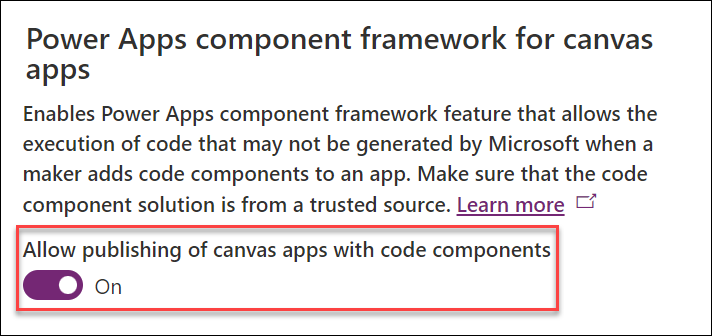 Power Apps component framework for canvas
apps
Enables Power Apps component framework feature that allows the
execution of code that may not be generated by Microsoft when a
maker adds code components to an app. Make sure that the code
component solution is from a trusted source. Learn more
Allow publishing of canvas apps with code components
On